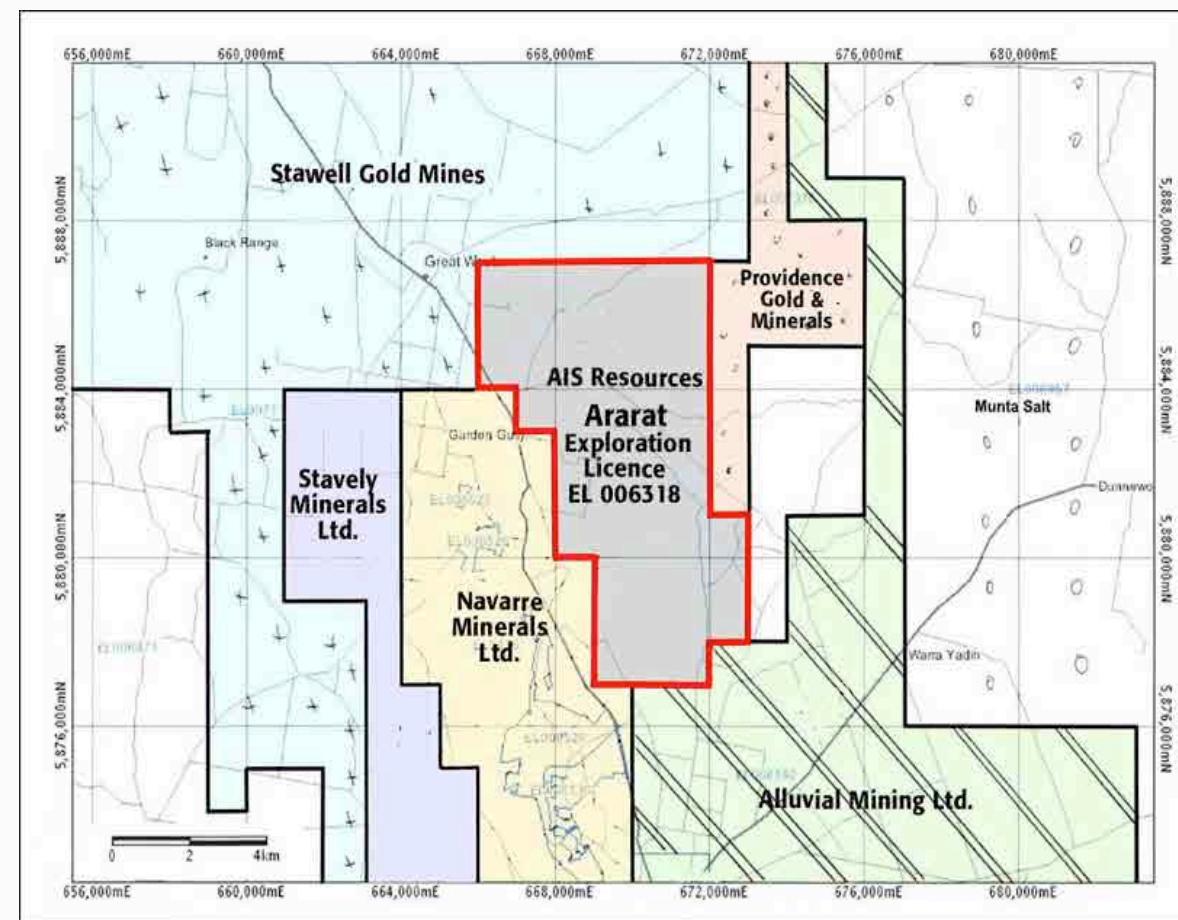 656,000mE 660,000mE 664,000mE 668,000mE 672,000mE 676,000mE 680,000mE
Stawell Gold Mines
5,888,000mN
5,888,000mN
Black Range
Great
Providence
Gold &
Minerals
5,884,000mN
5,884,000mN
AIS Resources
Ararat
Exploration
Licence
EL 006318
Munta Salt
Garden Gully
Stavely
Minerals
Ltd.
5,880,000mN
5,880,000mN
Navarre
Minerals
Ltd.
Warra Yadin
5,876,000mN
5,876,000mN
Alluvial Mining Ltd.
0 2 4km
656,000mE 660,000mE 664,000mE 668,000mE 672,000mE 676,000mE 680,000mE